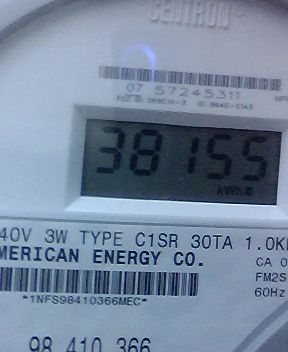 CENTRON®
07 57245311
38155
kWh
40V 3W TYPE C1SR 30TA 1.0K
MERICAN ENERGY CO.
CA 0
FM2S
60Hz
*1NFS98410366MEC*
98 410 366